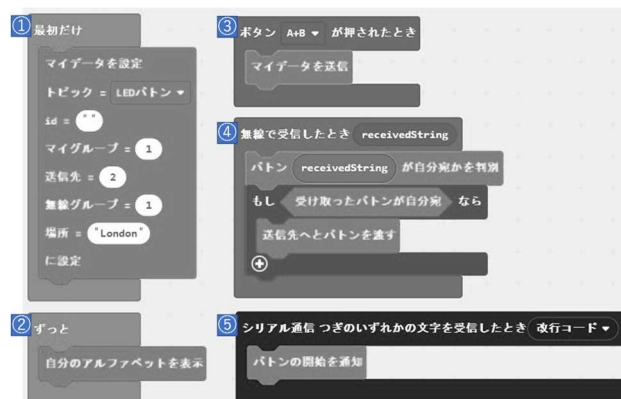 ① 最初だけ
マイデータを設定
トピック = LEDバトン ▼
id = " "
マイグループ = 1
送信先 = 2
無線グループ = 1
場所 = "London"
に設定
② ずっと
自分のアルファベットを表示
③ ボタン A+B ▼ が押されたとき
マイデータを送信
④ 無線で受信したとき receivedString
バトン receivedString が自分宛かを判別
もし 受け取ったバトンが自分宛 なら
送信先へとバトンを渡す
⑤ シリアル通信 つぎのいずれかの文字を受信したとき 改行コード ▼
バトンの開始を通知